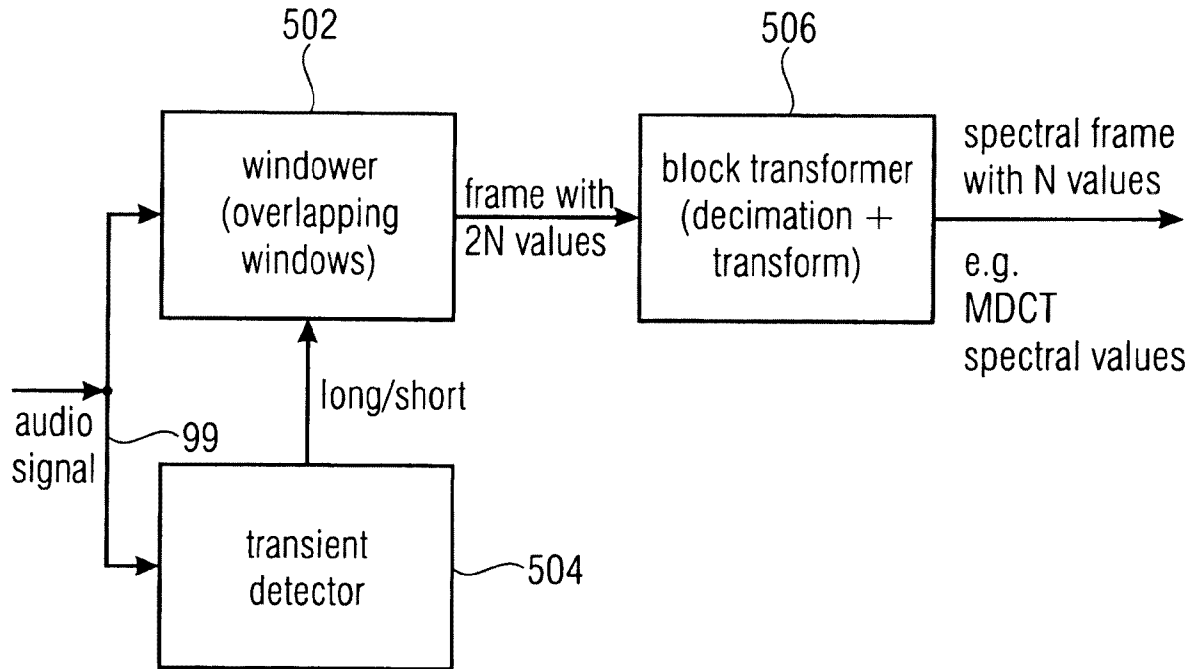 502
506
windower
(overlapping
windows)
frame with
2N values
block transformer
(decimation +
transform)
spectral frame
with N values
e.g.
MDCT
spectral values
long/short
audio
signal
99
transient
detector
504